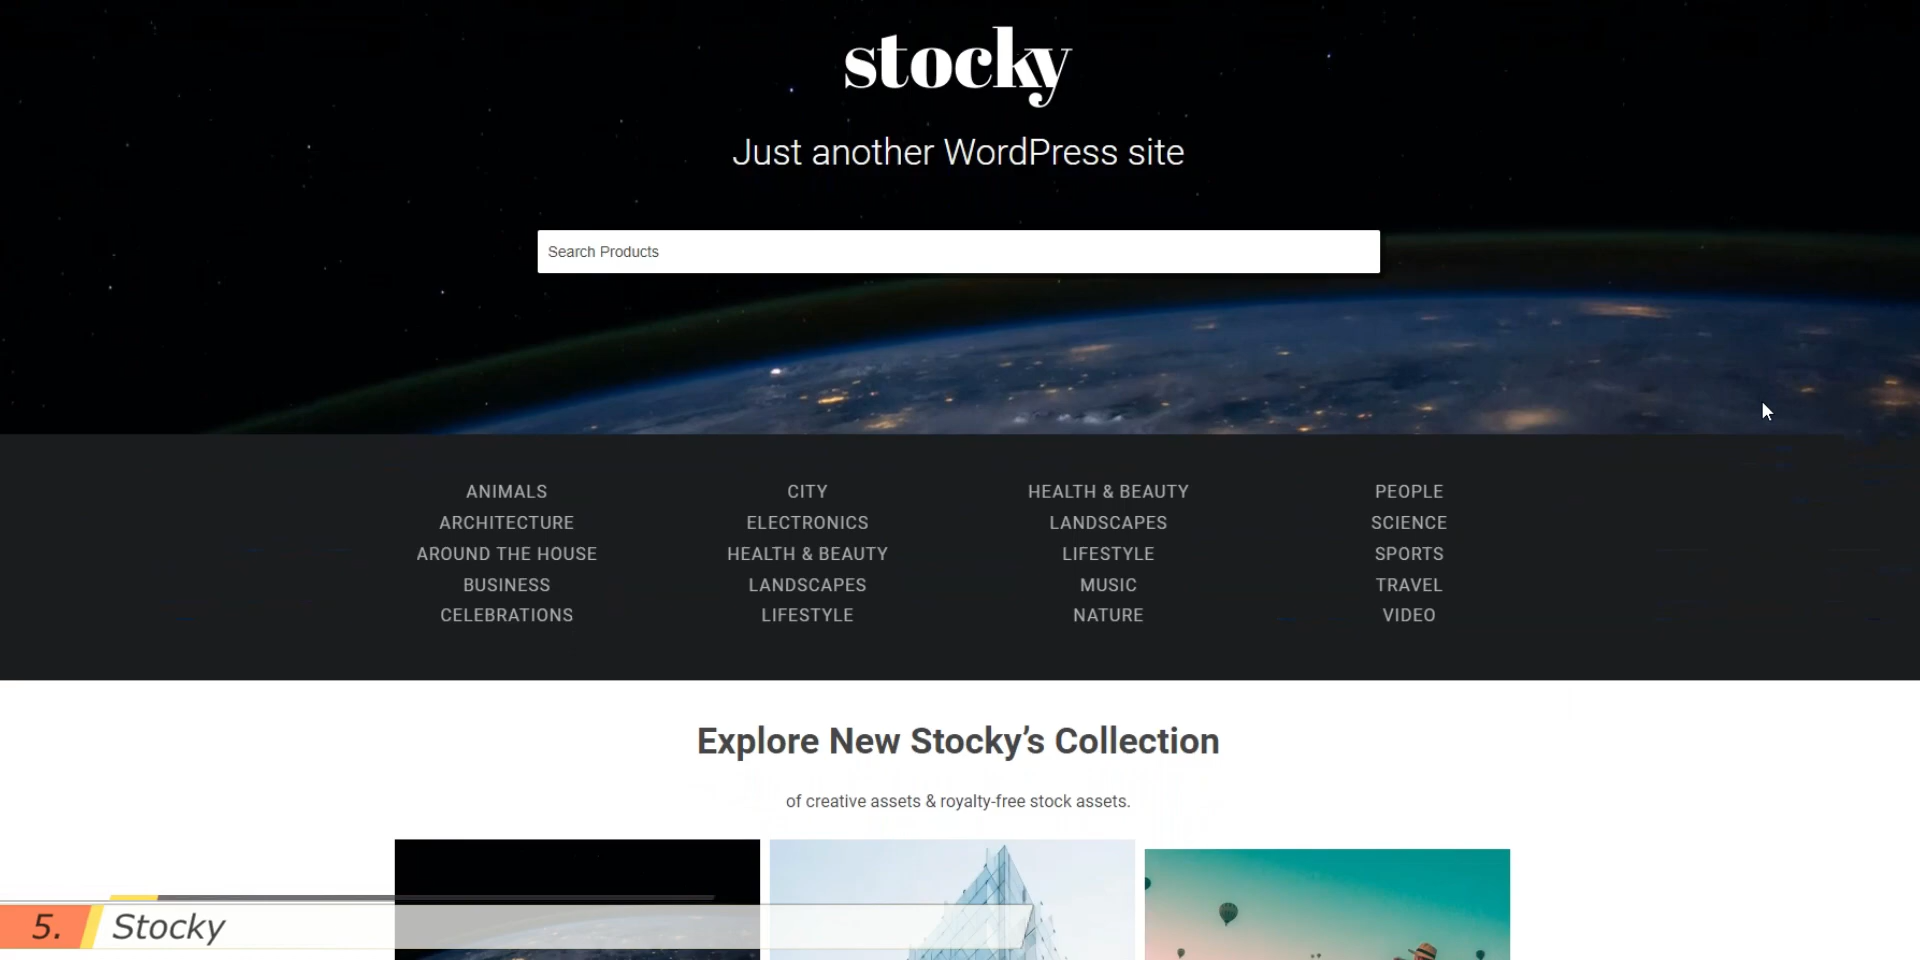 stocky
Just another WordPress site
Search Products
ANIMALS
ARCHITECTURE
AROUND THE HOUSE
BUSINESS
CELEBRATIONS
CITY
ELECTRONICS
HEALTH & BEAUTY
LANDSCAPES
LIFESTYLE
HEALTH & BEAUTY
LANDSCAPES
LIFESTYLE
MUSIC
NATURE
PEOPLE
SCIENCE
SPORTS
TRAVEL
VIDEO
Explore New Stocky’s Collection
of creative assets & royalty-free stock assets.
5. Stocky